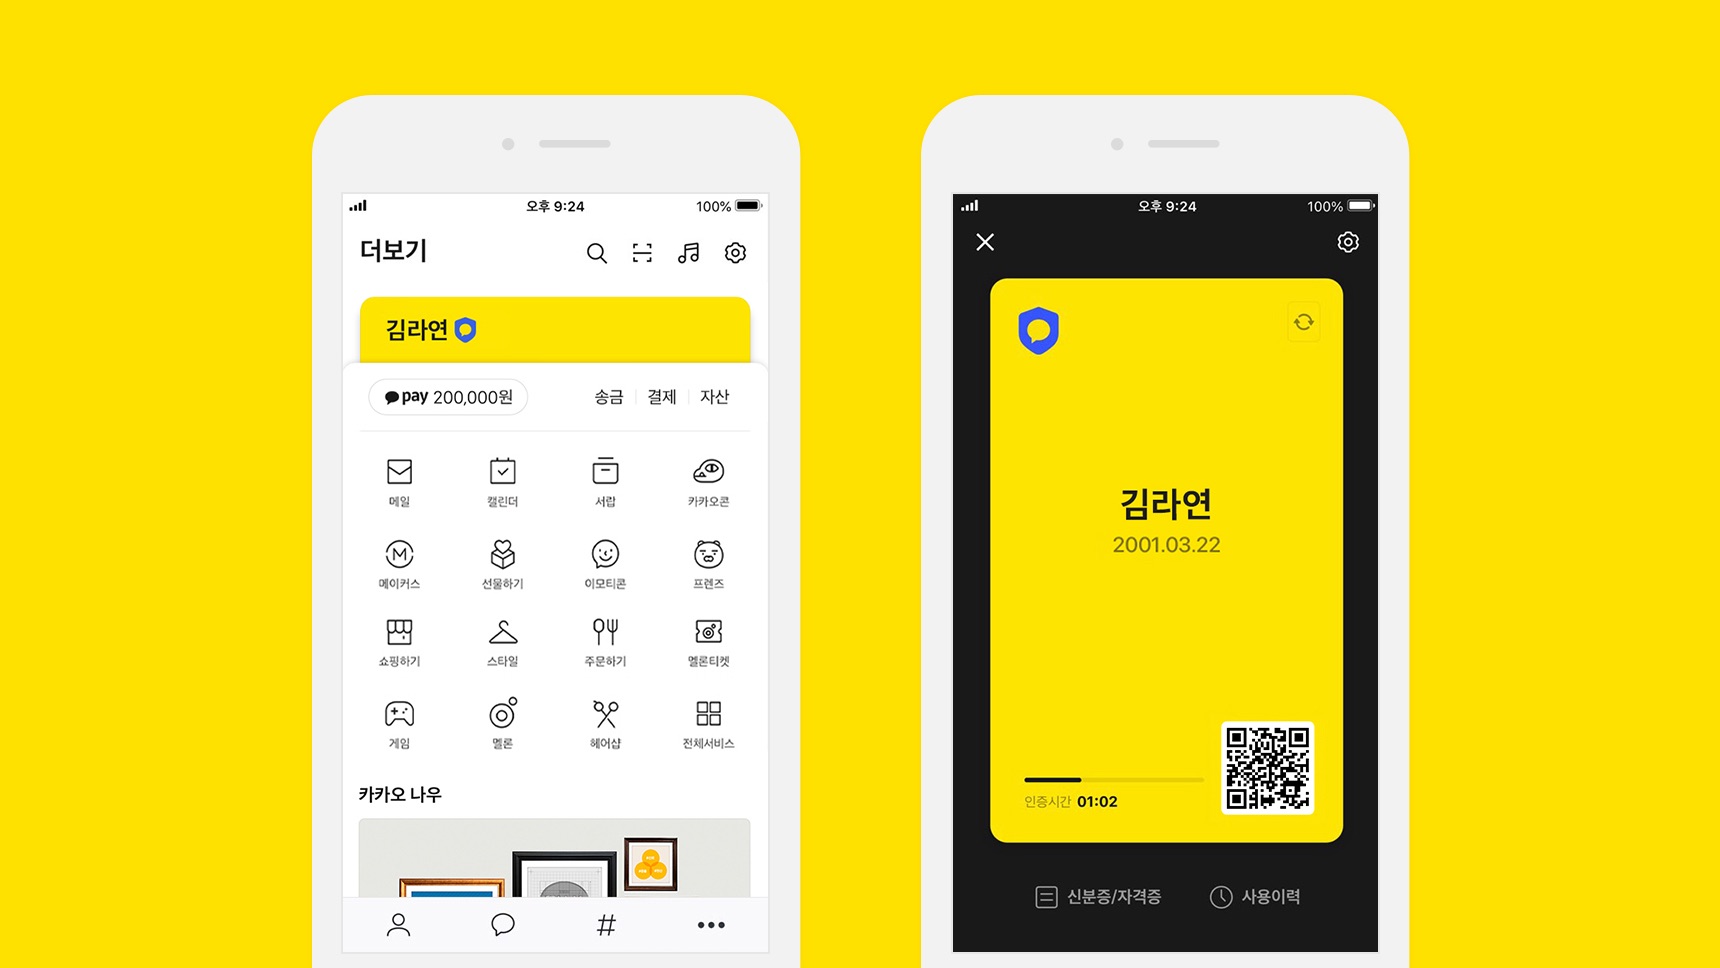 오후 9:24
100%
더보기
김라연
pay 200,000원
송금 결제 자산
메일 캘린더 서랍 카카오콘
메이커스 선물하기 이모티콘 프렌즈
쇼핑하기 스타일 주문하기 멜론티켓
게임 멜론 헤어샵 전체서비스
카카오 나우
오후 9:24
100%
김라연
2001.03.22
인증시간 01:02
신분증/자격증 사용이력